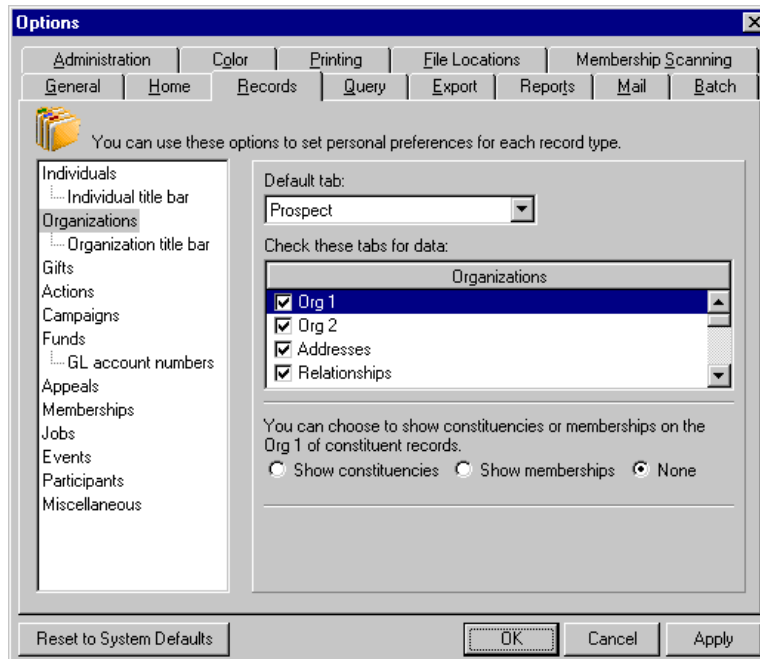 Options
Administration Color Printing File Locations Membership Scanning
General Home Records Query Export Reports Mail Batch
You can use these options to set personal preferences for each record type.
Individuals
Individual title bar
Organizations
Organization title bar
Gifts
Actions
Campaigns
Funds
GL account numbers
Appeals
Memberships
Jobs
Events
Participants
Miscellaneous
Default tab:
Prospect
Check these tabs for data:
Organizations
Org 1
Org 2
Addresses
Relationships
You can choose to show constituencies or memberships on the
Org 1 of constituent records.
Show constituencies Show memberships None
Reset to System Defaults OK Cancel Apply